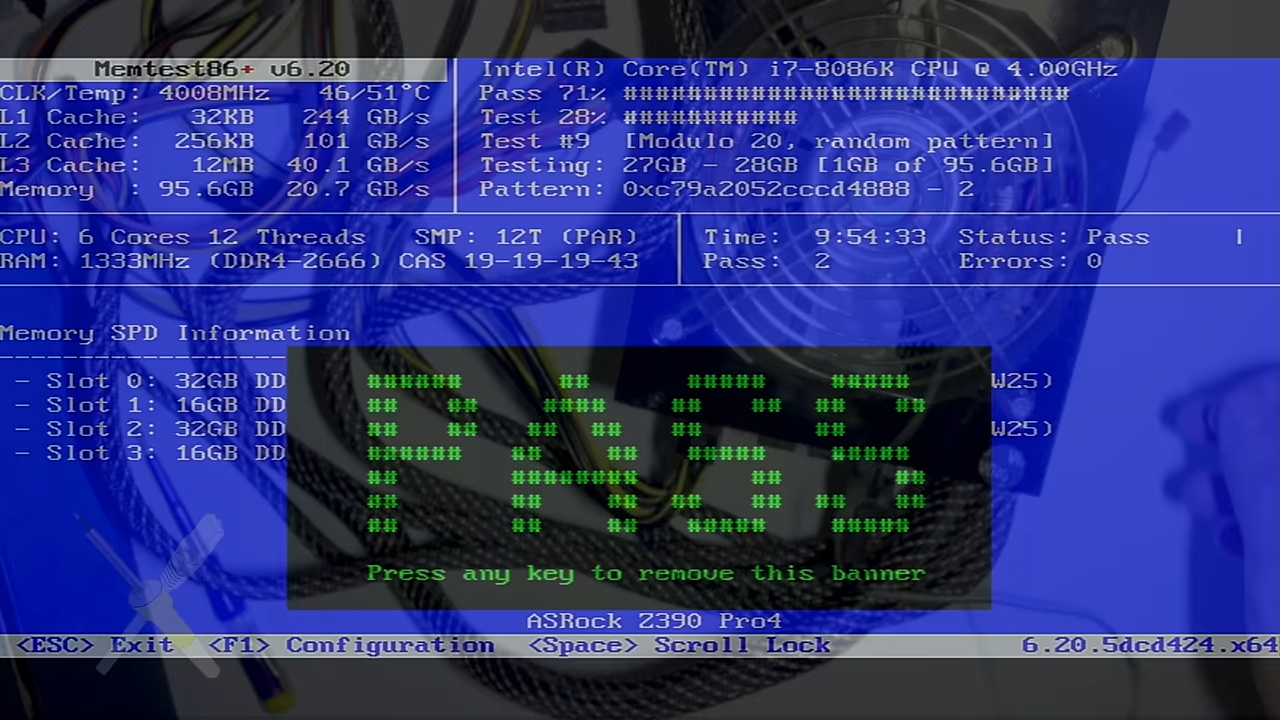 Memtest86+ v6.20
Intel(R) Core(TM) i7-8086K CPU @ 4.00GHz
CLK/Temp: 4008MHz 46/51°C
Pass 71% ############################
L1 Cache: 32KB 244 GB/s
Test 28% ###########
L2 Cache: 256KB 101 GB/s
Test #9 [Modulo 20, random pattern]
L3 Cache: 12MB 40.1 GB/s
Testing: 27GB - 28GB [1GB of 95.6GB]
Memory : 95.6GB 20.7 GB/s
Pattern: 0xc79a2052cccd4888 - 2
CPU: 6 Cores 12 Threads SMP: 12T (PAR)
Time: 9:54:33 Status: Pass |
RAM: 1333MHz (DDR4-2666) CAS 19-19-19-43
Pass: 2 Errors: 0
Memory SPD Information
- Slot 0: 32GB DD W25)
- Slot 1: 16GB DD
- Slot 2: 32GB DD W25)
- Slot 3: 16GB DD
PASS
Press any key to remove this banner
ASRock Z390 Pro4
<ESC> Exit <F1> Configuration <Space> Scroll Lock 6.20.5dcd424.x64